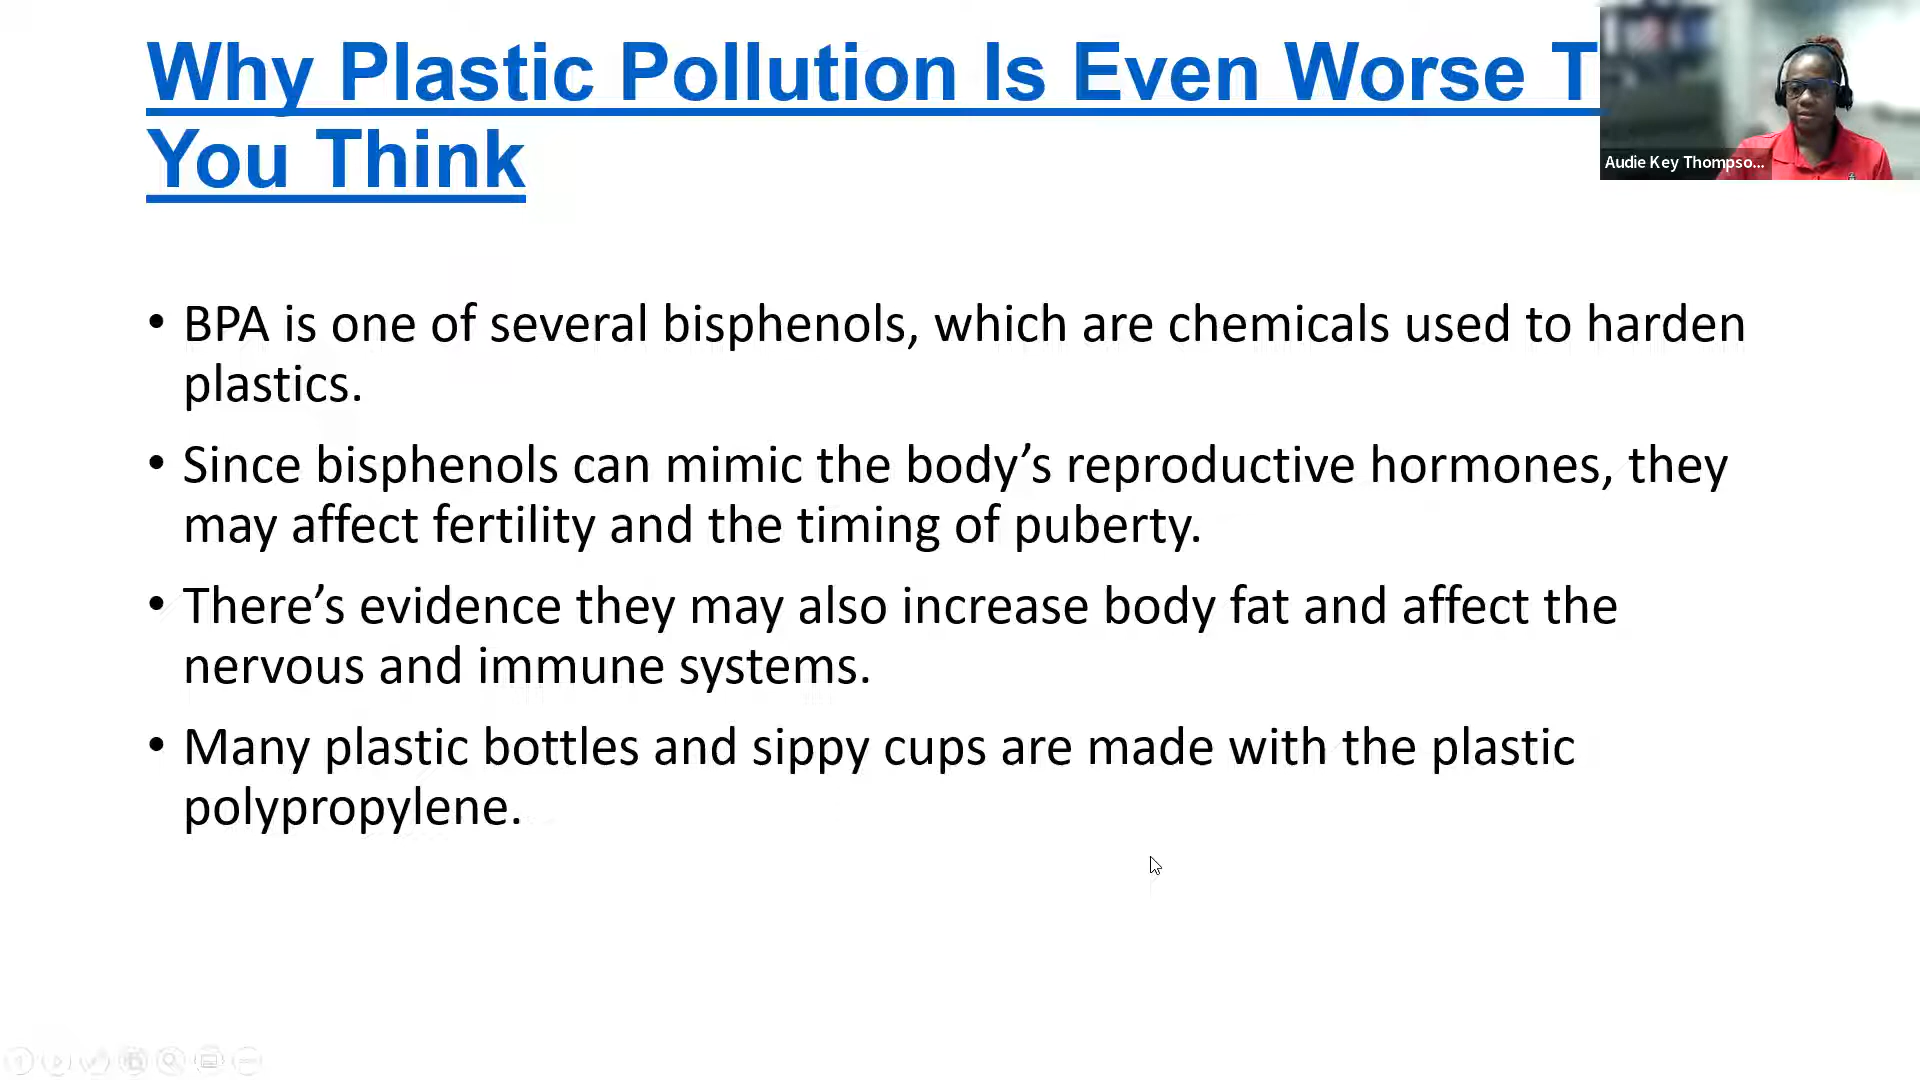 Why Plastic Pollution Is Even Worse T
You Think
Audie Key Thompso...
• BPA is one of several bisphenols, which are chemicals used to harden
plastics.
• Since bisphenols can mimic the body’s reproductive hormones, they
may affect fertility and the timing of puberty.
• There’s evidence they may also increase body fat and affect the
nervous and immune systems.
• Many plastic bottles and sippy cups are made with the plastic
polypropylene.